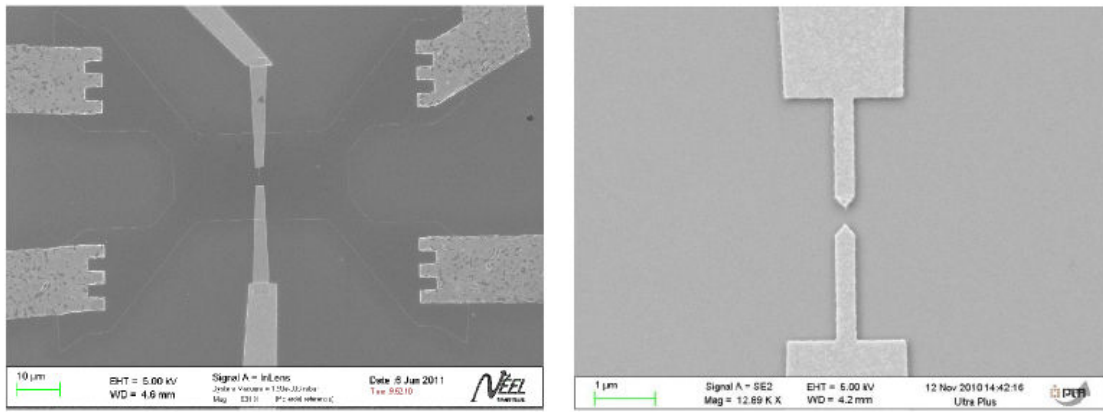 10 µm
EHT = 5.00 kV
WD = 4.6 mm
Signal A = InLens
Mag
Date :6 Jun 2011
NÉEL
1 µm
Signal A = SE2
Mag = 12.69 K X
EHT = 5.00 kV
WD = 4.2 mm
12 Nov 2010 14:42:16
Ultra Plus